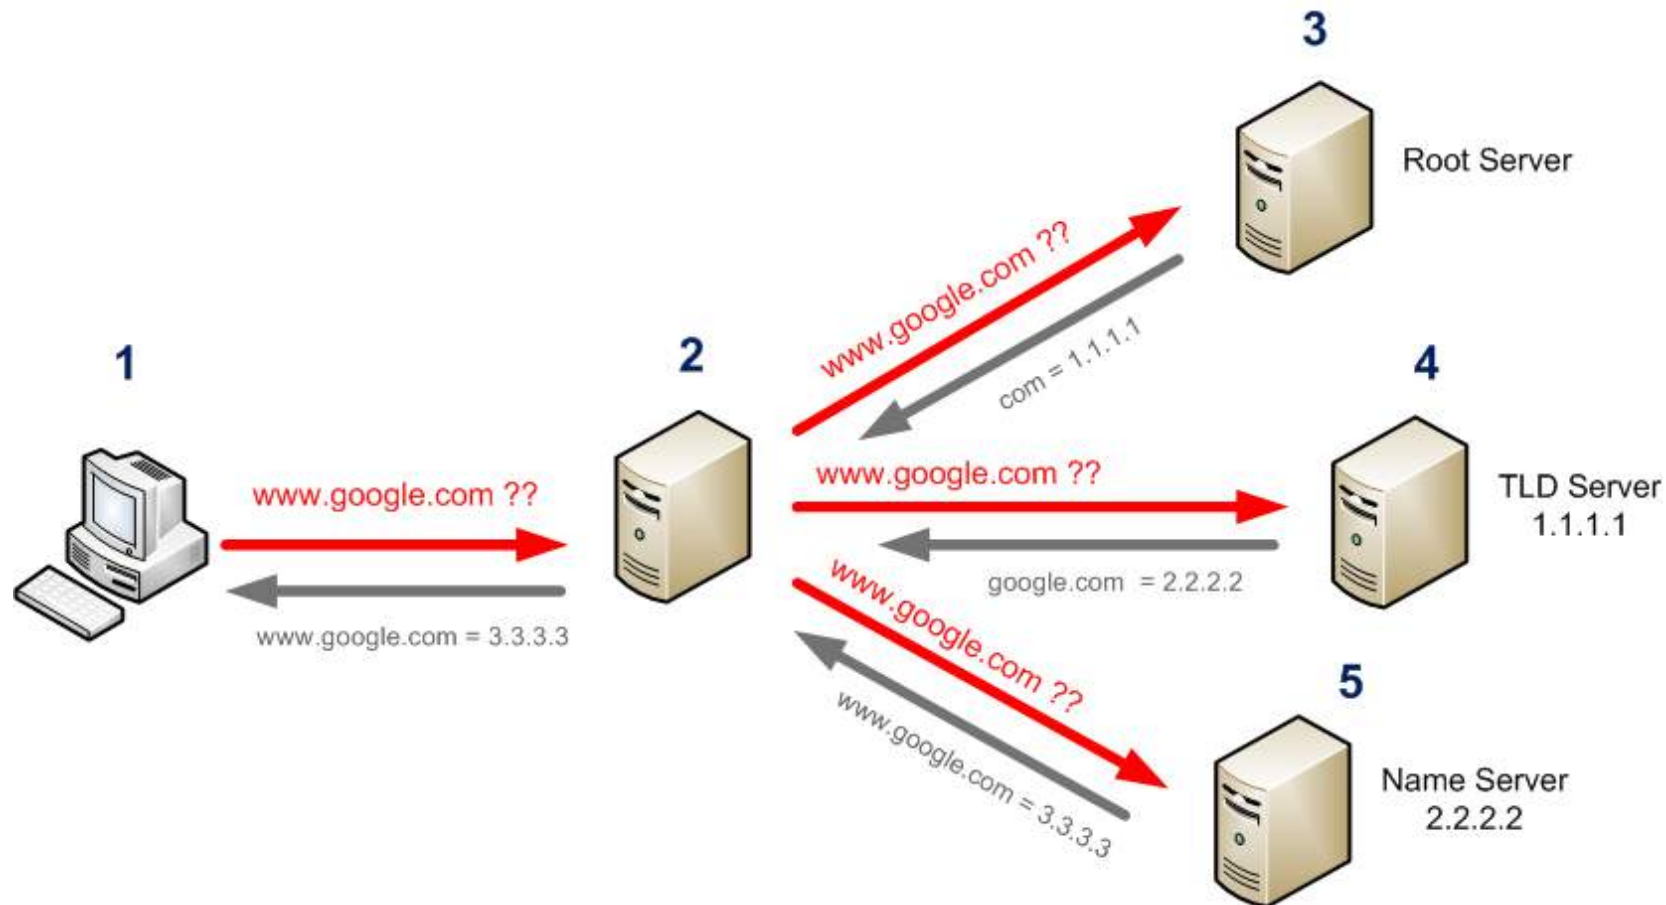 3
Root Server
www.google.com ??
com = 1.1.1.1
1
2
4
www.google.com ??
www.google.com ??
TLD Server
1.1.1.1
google.com = 2.2.2.2
www.google.com = 3.3.3.3
www.google.com ??
www.google.com = 3.3.3.3
5
Name Server
2.2.2.2